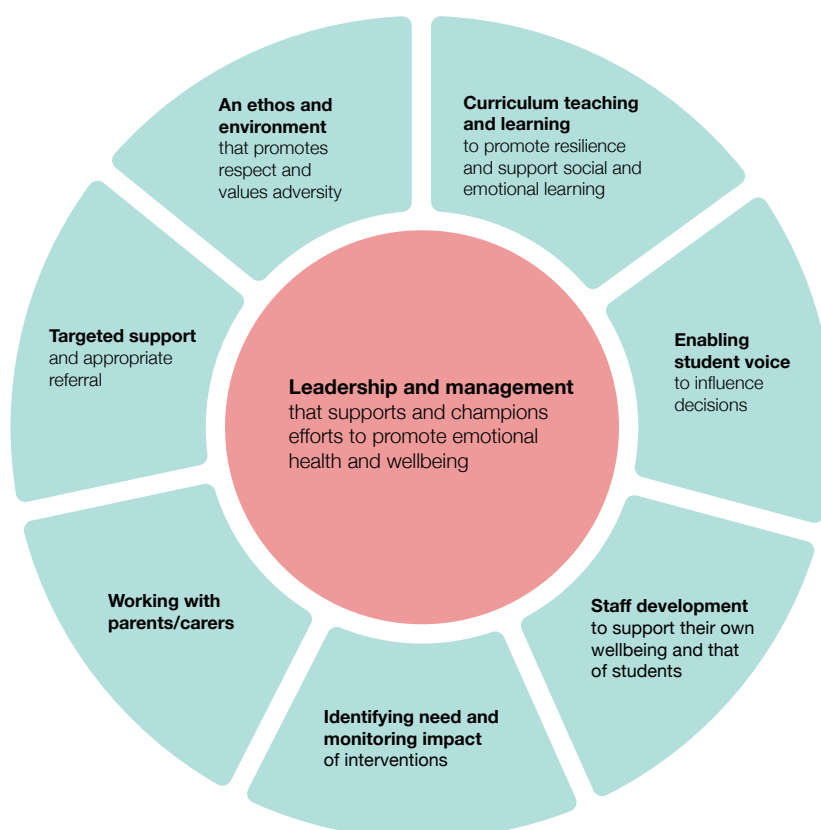 An ethos and
environment
that promotes
respect and
values adversity
Curriculum teaching
and learning
to promote resilience
and support social and
emotional learning
Enabling
student voice
to influence
decisions
Staff development
to support their own
wellbeing and that
of students
Identifying need and
monitoring impact
of interventions
Working with
parents/carers
Targeted support
and appropriate
referral
Leadership and management
that supports and champions
efforts to promote emotional
health and wellbeing